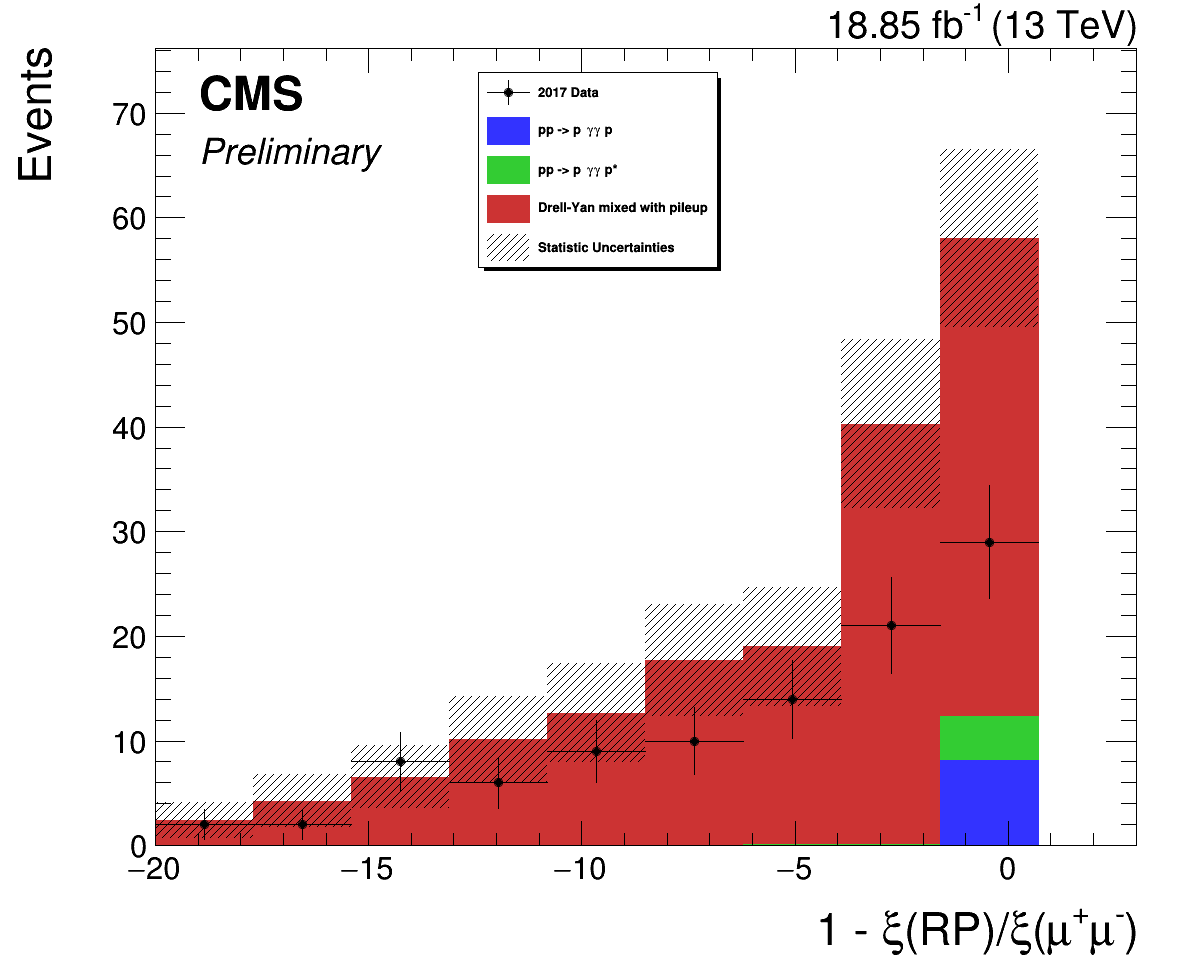 18.85 fb⁻¹ (13 TeV)
Events
CMS
Preliminary
2017 Data
pp -> p γγ p
pp -> p γγ p*
Drell-Yan mixed with pileup
Statistic Uncertainties
70
60
50
40
30
20
10
0
−20 −15 −10 −5 0
1 - ξ(RP)/ξ(μ⁺μ⁻)